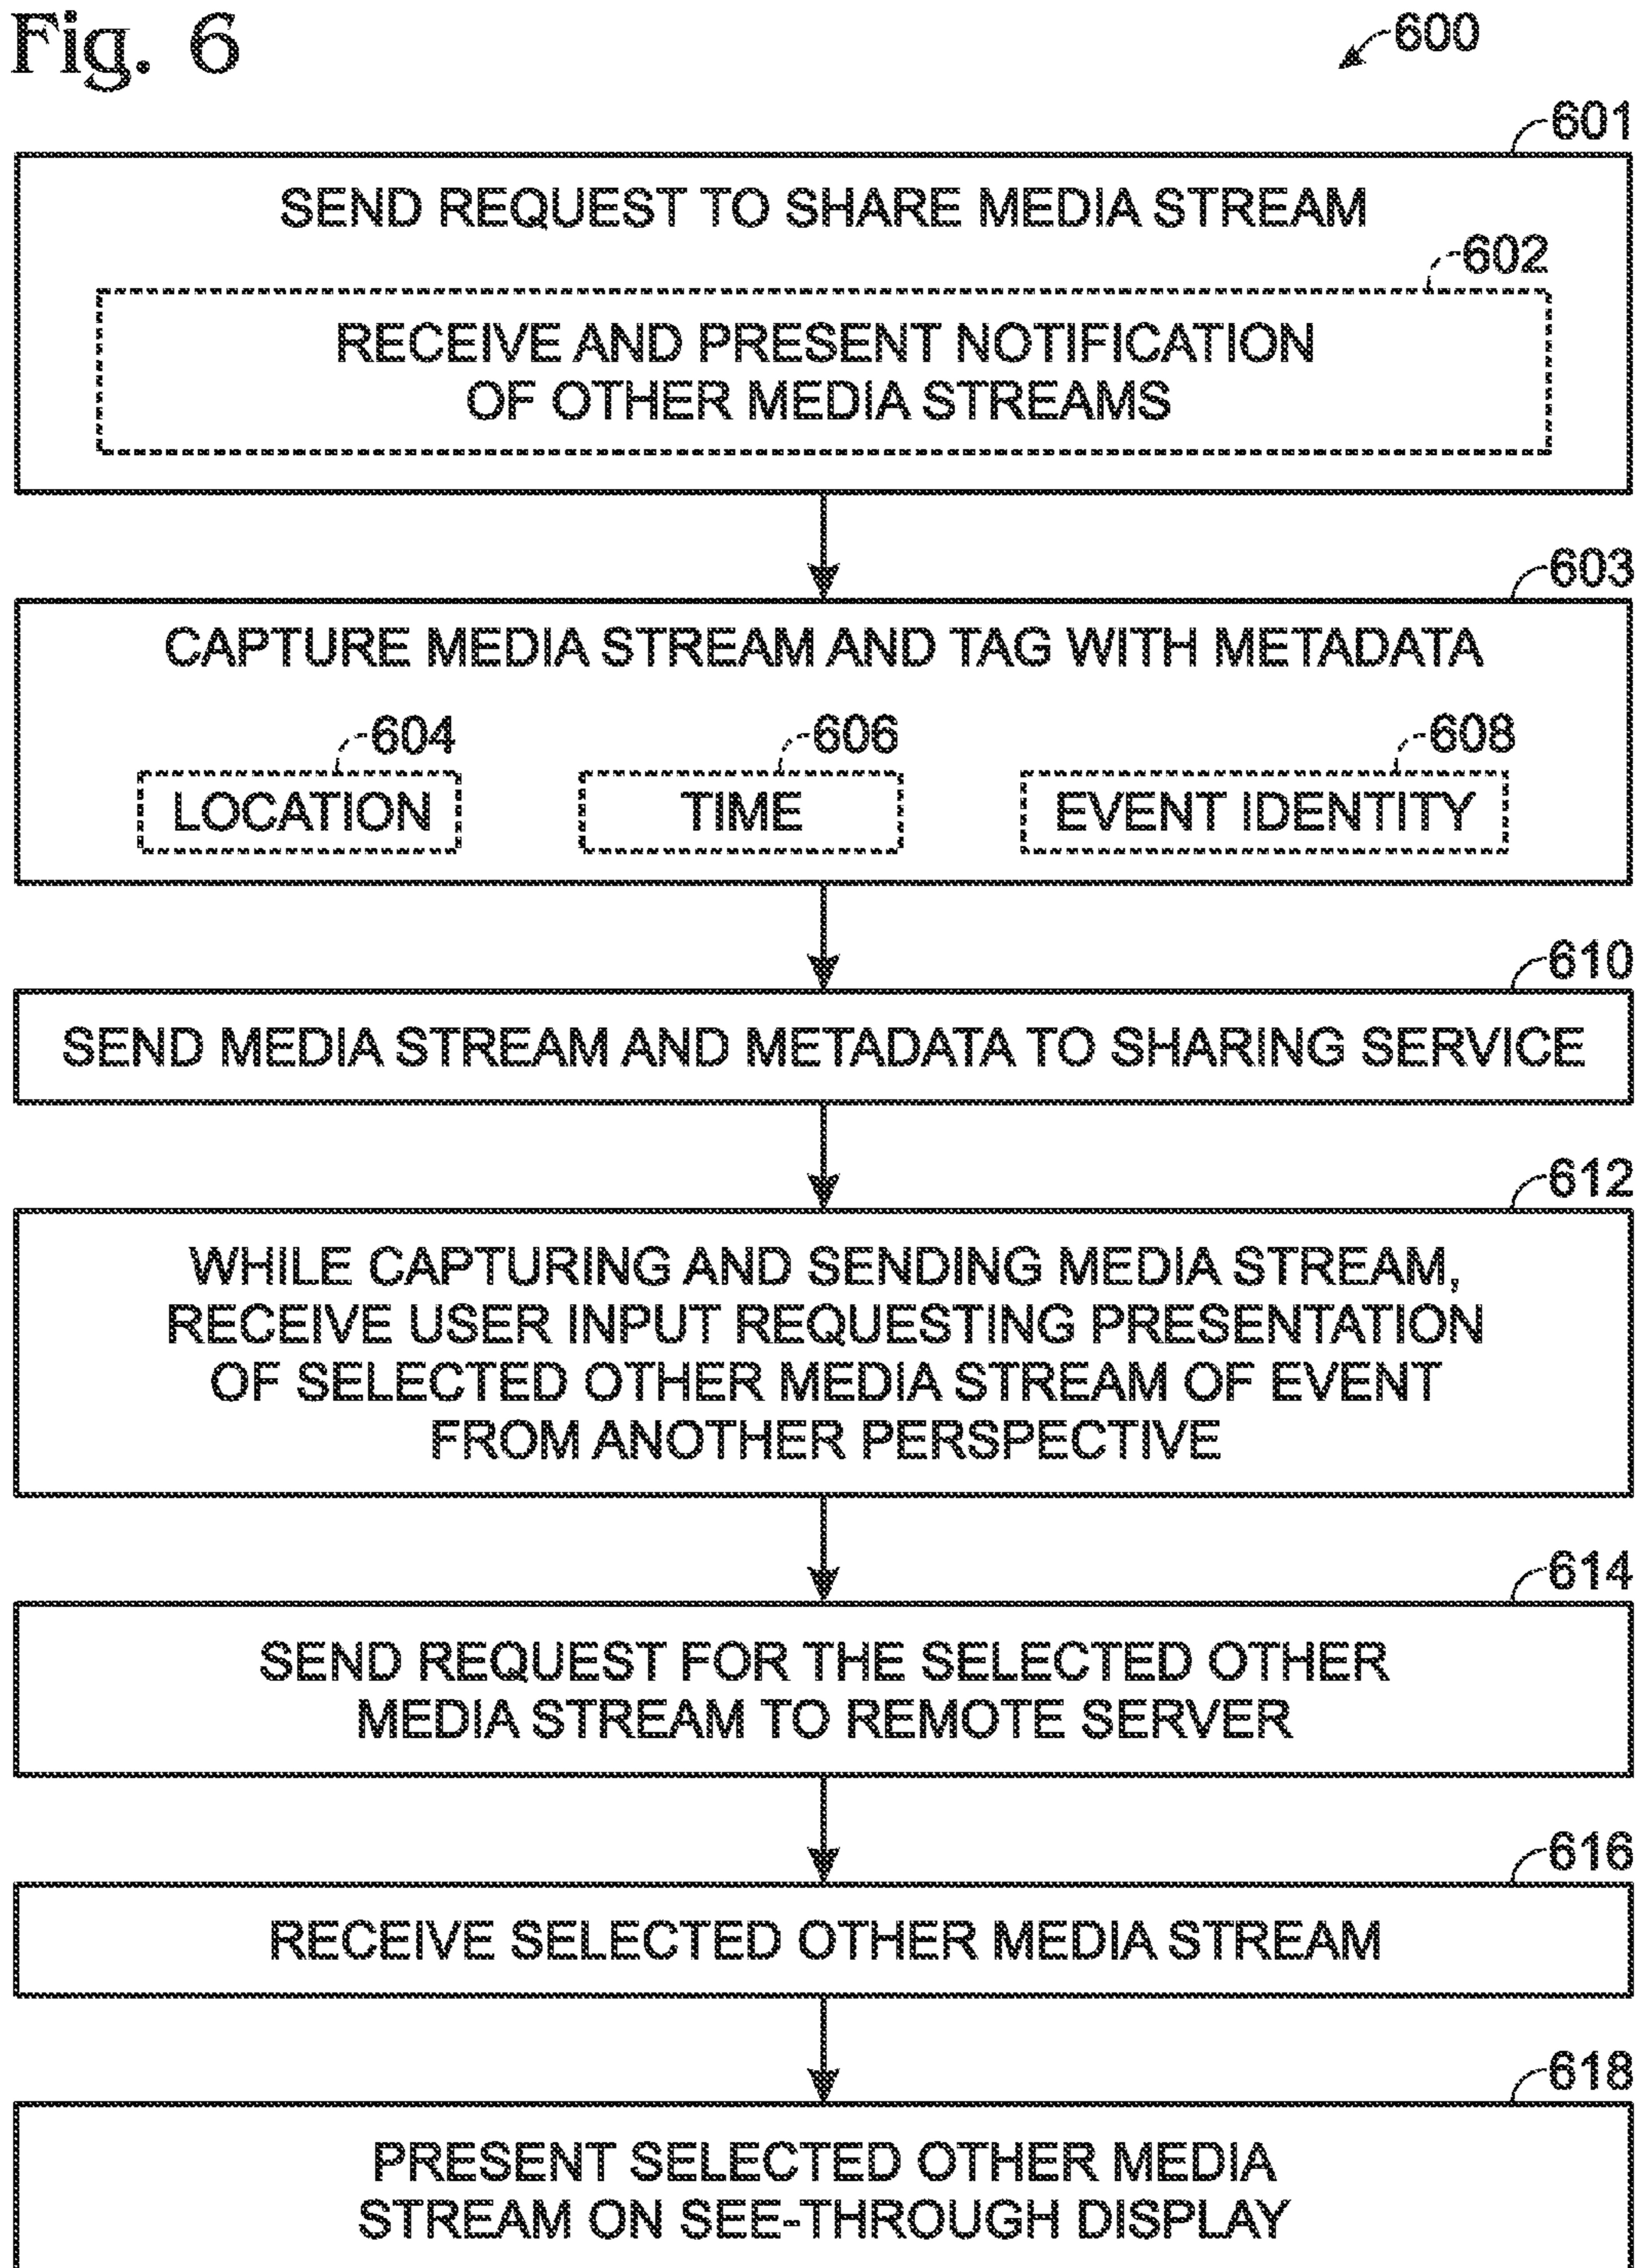 Fig. 6
600
601
SEND REQUEST TO SHARE MEDIA STREAM
602
RECEIVE AND PRESENT NOTIFICATION
OF OTHER MEDIA STREAMS
603
CAPTURE MEDIA STREAM AND TAG WITH METADATA
604
606
608
LOCATION
TIME
EVENT IDENTITY
610
SEND MEDIA STREAM AND METADATA TO SHARING SERVICE
612
WHILE CAPTURING AND SENDING MEDIA STREAM,
RECEIVE USER INPUT REQUESTING PRESENTATION
OF SELECTED OTHER MEDIA STREAM OF EVENT
FROM ANOTHER PERSPECTIVE
614
SEND REQUEST FOR THE SELECTED OTHER
MEDIA STREAM TO REMOTE SERVER
616
RECEIVE SELECTED OTHER MEDIA STREAM
618
PRESENT SELECTED OTHER MEDIA
STREAM ON SEE-THROUGH DISPLAY